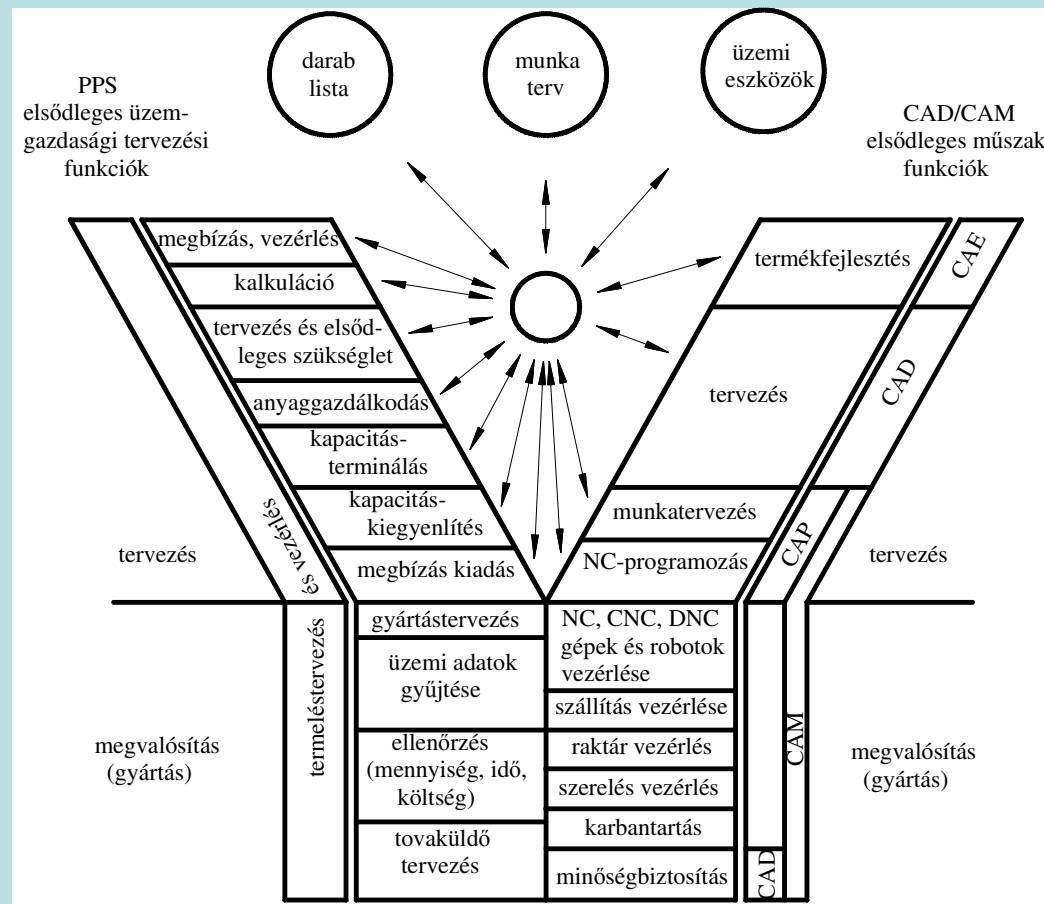 darab
lista
munka
terv
üzemi
eszközök
PPS
elsődleges üzem-
gazdasági tervezési
funkciók
CAD/CAM
elsődleges műszak
funkciók
megbízás, vezérlés
kalkuláció
tervezés és elsőd-
leges szükséglet
anyaggazdálkodás
kapacitás-
terminálás
kapacitás-
kiegyenlítés
megbízás kiadás
termékfejlesztés
tervezés
munkatervezés
NC-programozás
CAE
CAD
CAP
tervezés
és vezérlés
tervezés
termeléstervezés
gyártástervezés
üzemi adatok
gyűjtése
ellenőrzés
(mennyiség, idő,
költség)
tovaküldő
tervezés
NC, CNC, DNC
gépek és robotok
vezérlése
szállítás vezérlése
raktár vezérlés
szerelés vezérlés
karbantartás
minőségbiztosítás
CAD
CAM
megvalósítás
(gyártás)
megvalósítás
(gyártás)